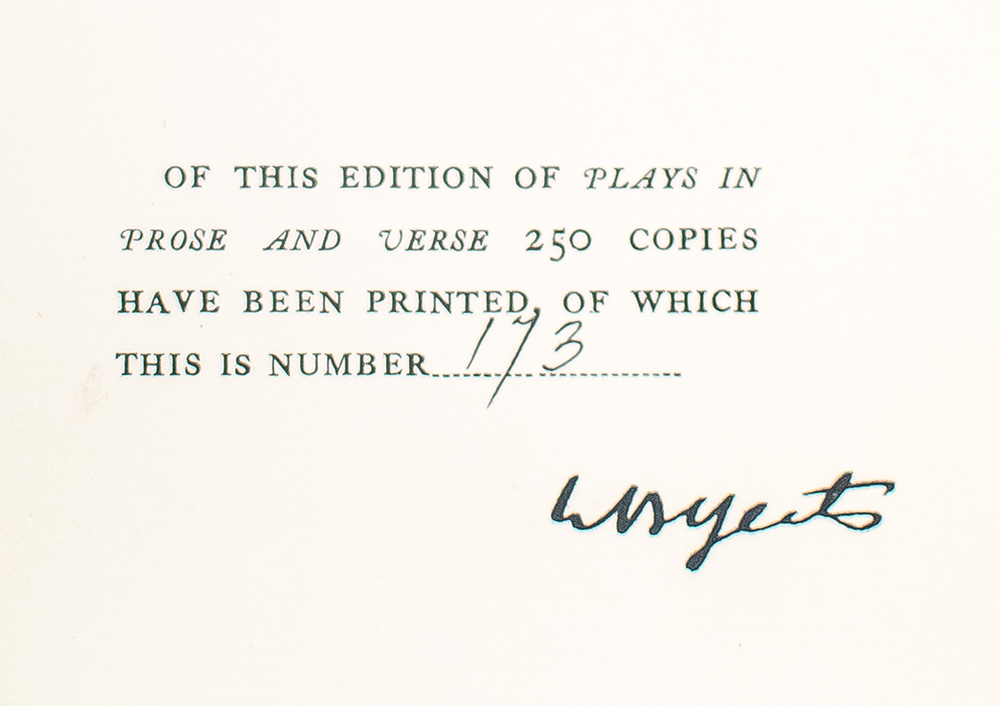 OF THIS EDITION OF PLAYS IN
PROSE AND VERSE 250 COPIES
HAVE BEEN PRINTED, OF WHICH
THIS IS NUMBER 173
WBYeats